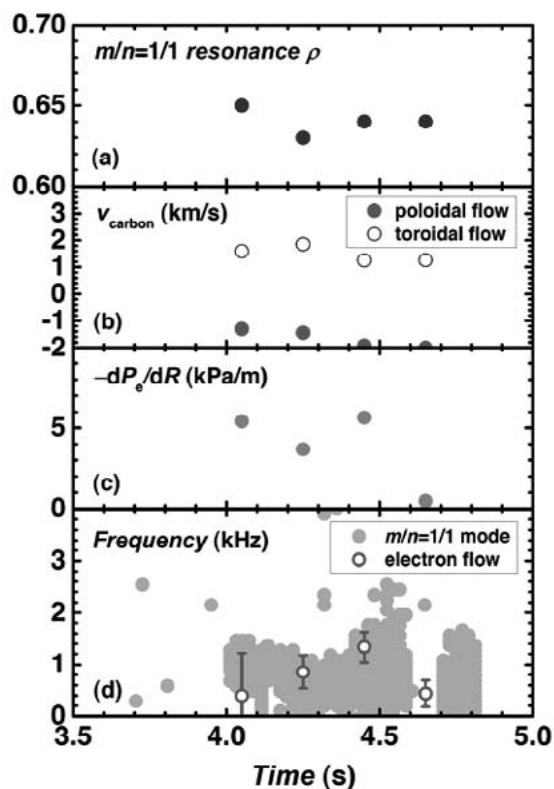 0.70
m/n=1/1 resonance ρ
0.65
(a)
0.60
3
v_carbon (km/s)
poloidal flow
2
toroidal flow
1
0
-1
(b)
-2
−dP_e/dR (kPa/m)
5
(c)
0
Frequency (kHz)
m/n=1/1 mode
3
electron flow
2
1
(d)
0
3.5 4.0 4.5 5.0
Time (s)